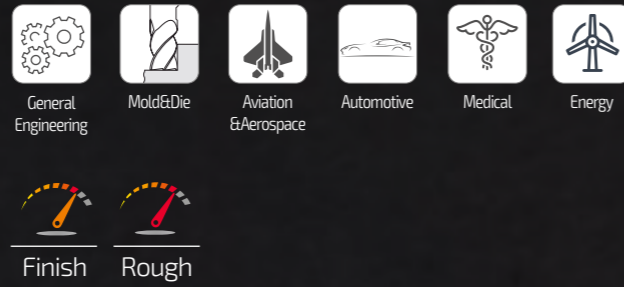 General
Engineering
Mold&Die
Aviation
&Aerospace
Automotive
Medical
Energy
Finish
Rough